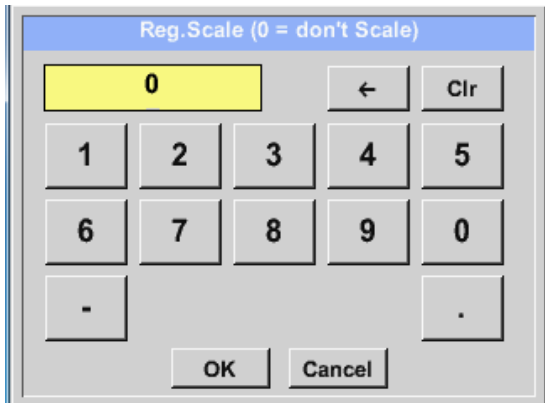 Reg.Scale (0 = don't Scale)
0 ← Clr
1 2 3 4 5
6 7 8 9 0
- .
OK Cancel